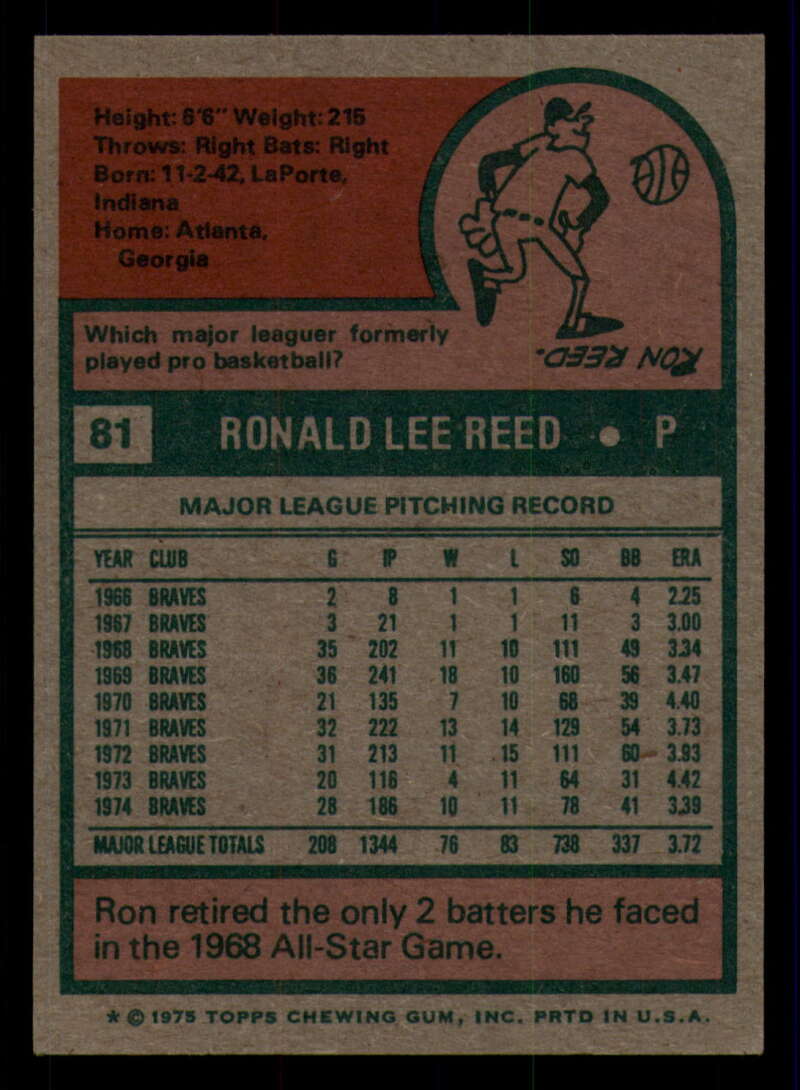 Height: 6'6" Weight: 215
Throws: Right Bats: Right
Born: 11-2-42, LaPorte,
Indiana
Home: Atlanta,
Georgia
Which major leaguer formerly
played pro basketball?
RON REED.
81 RONALD LEE REED • P
MAJOR LEAGUE PITCHING RECORD
YEAR CLUB G IP W L SO BB ERA
1966 BRAVES 2 8 1 1 6 4 2.25
1967 BRAVES 3 21 1 1 11 3 3.00
1968 BRAVES 35 202 11 10 111 49 3.34
1969 BRAVES 36 241 18 10 160 56 3.47
1970 BRAVES 21 135 7 10 68 39 4.40
1971 BRAVES 32 222 13 14 129 54 3.73
1972 BRAVES 31 213 11 15 111 60 3.93
1973 BRAVES 20 116 4 11 64 31 4.42
1974 BRAVES 28 186 10 11 78 41 3.39
MAJOR LEAGUE TOTALS 208 1344 76 83 738 337 3.72
Ron retired the only 2 batters he faced
in the 1968 All-Star Game.
* © 1975 TOPPS CHEWING GUM, INC. PRTD IN U.S.A.